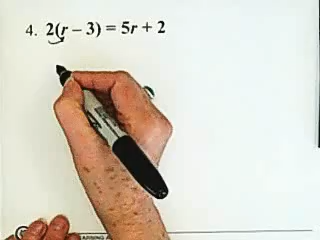 4. 2(r − 3) = 5r + 2